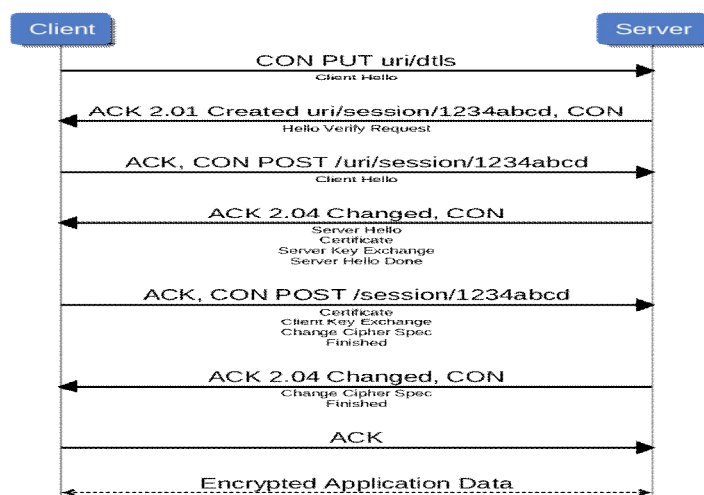 Client
Server
CON PUT uri/dtls
Client Hello
ACK 2.01 Created uri/session/1234abcd, CON
Hello Verify Request
ACK, CON POST /uri/session/1234abcd
Client Hello
ACK 2.04 Changed, CON
Server Hello
Certificate
Server Key Exchange
Server Hello Done
ACK, CON POST /session/1234abcd
Certificate
Client Key Exchange
Change Cipher Spec
Finished
ACK 2.04 Changed, CON
Change Cipher Spec
Finished
ACK
Encrypted Application Data